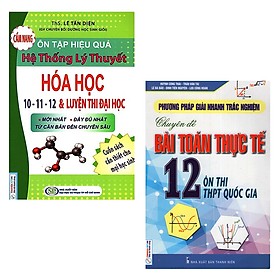 ThS. LÊ TẤN DIỆN
CẨM NANG
ÔN TẬP HIỆU QUẢ
Hệ Thống Lý Thuyết
HÓA HỌC
10-11-12 & LUYỆN THI ĐẠI HỌC
MỚI NHẤT
ĐẦY ĐỦ NHẤT
TỪ CĂN BẢN ĐẾN CHUYÊN SÂU
Cuốn sách
cần thiết cho
mọi học sinh
PHƯƠNG PHÁP GIẢI NHANH TRẮC NGHIỆM
Chuyên đề
BÀI TOÁN THỰC TẾ
12
ÔN THI
THPT QUỐC GIA